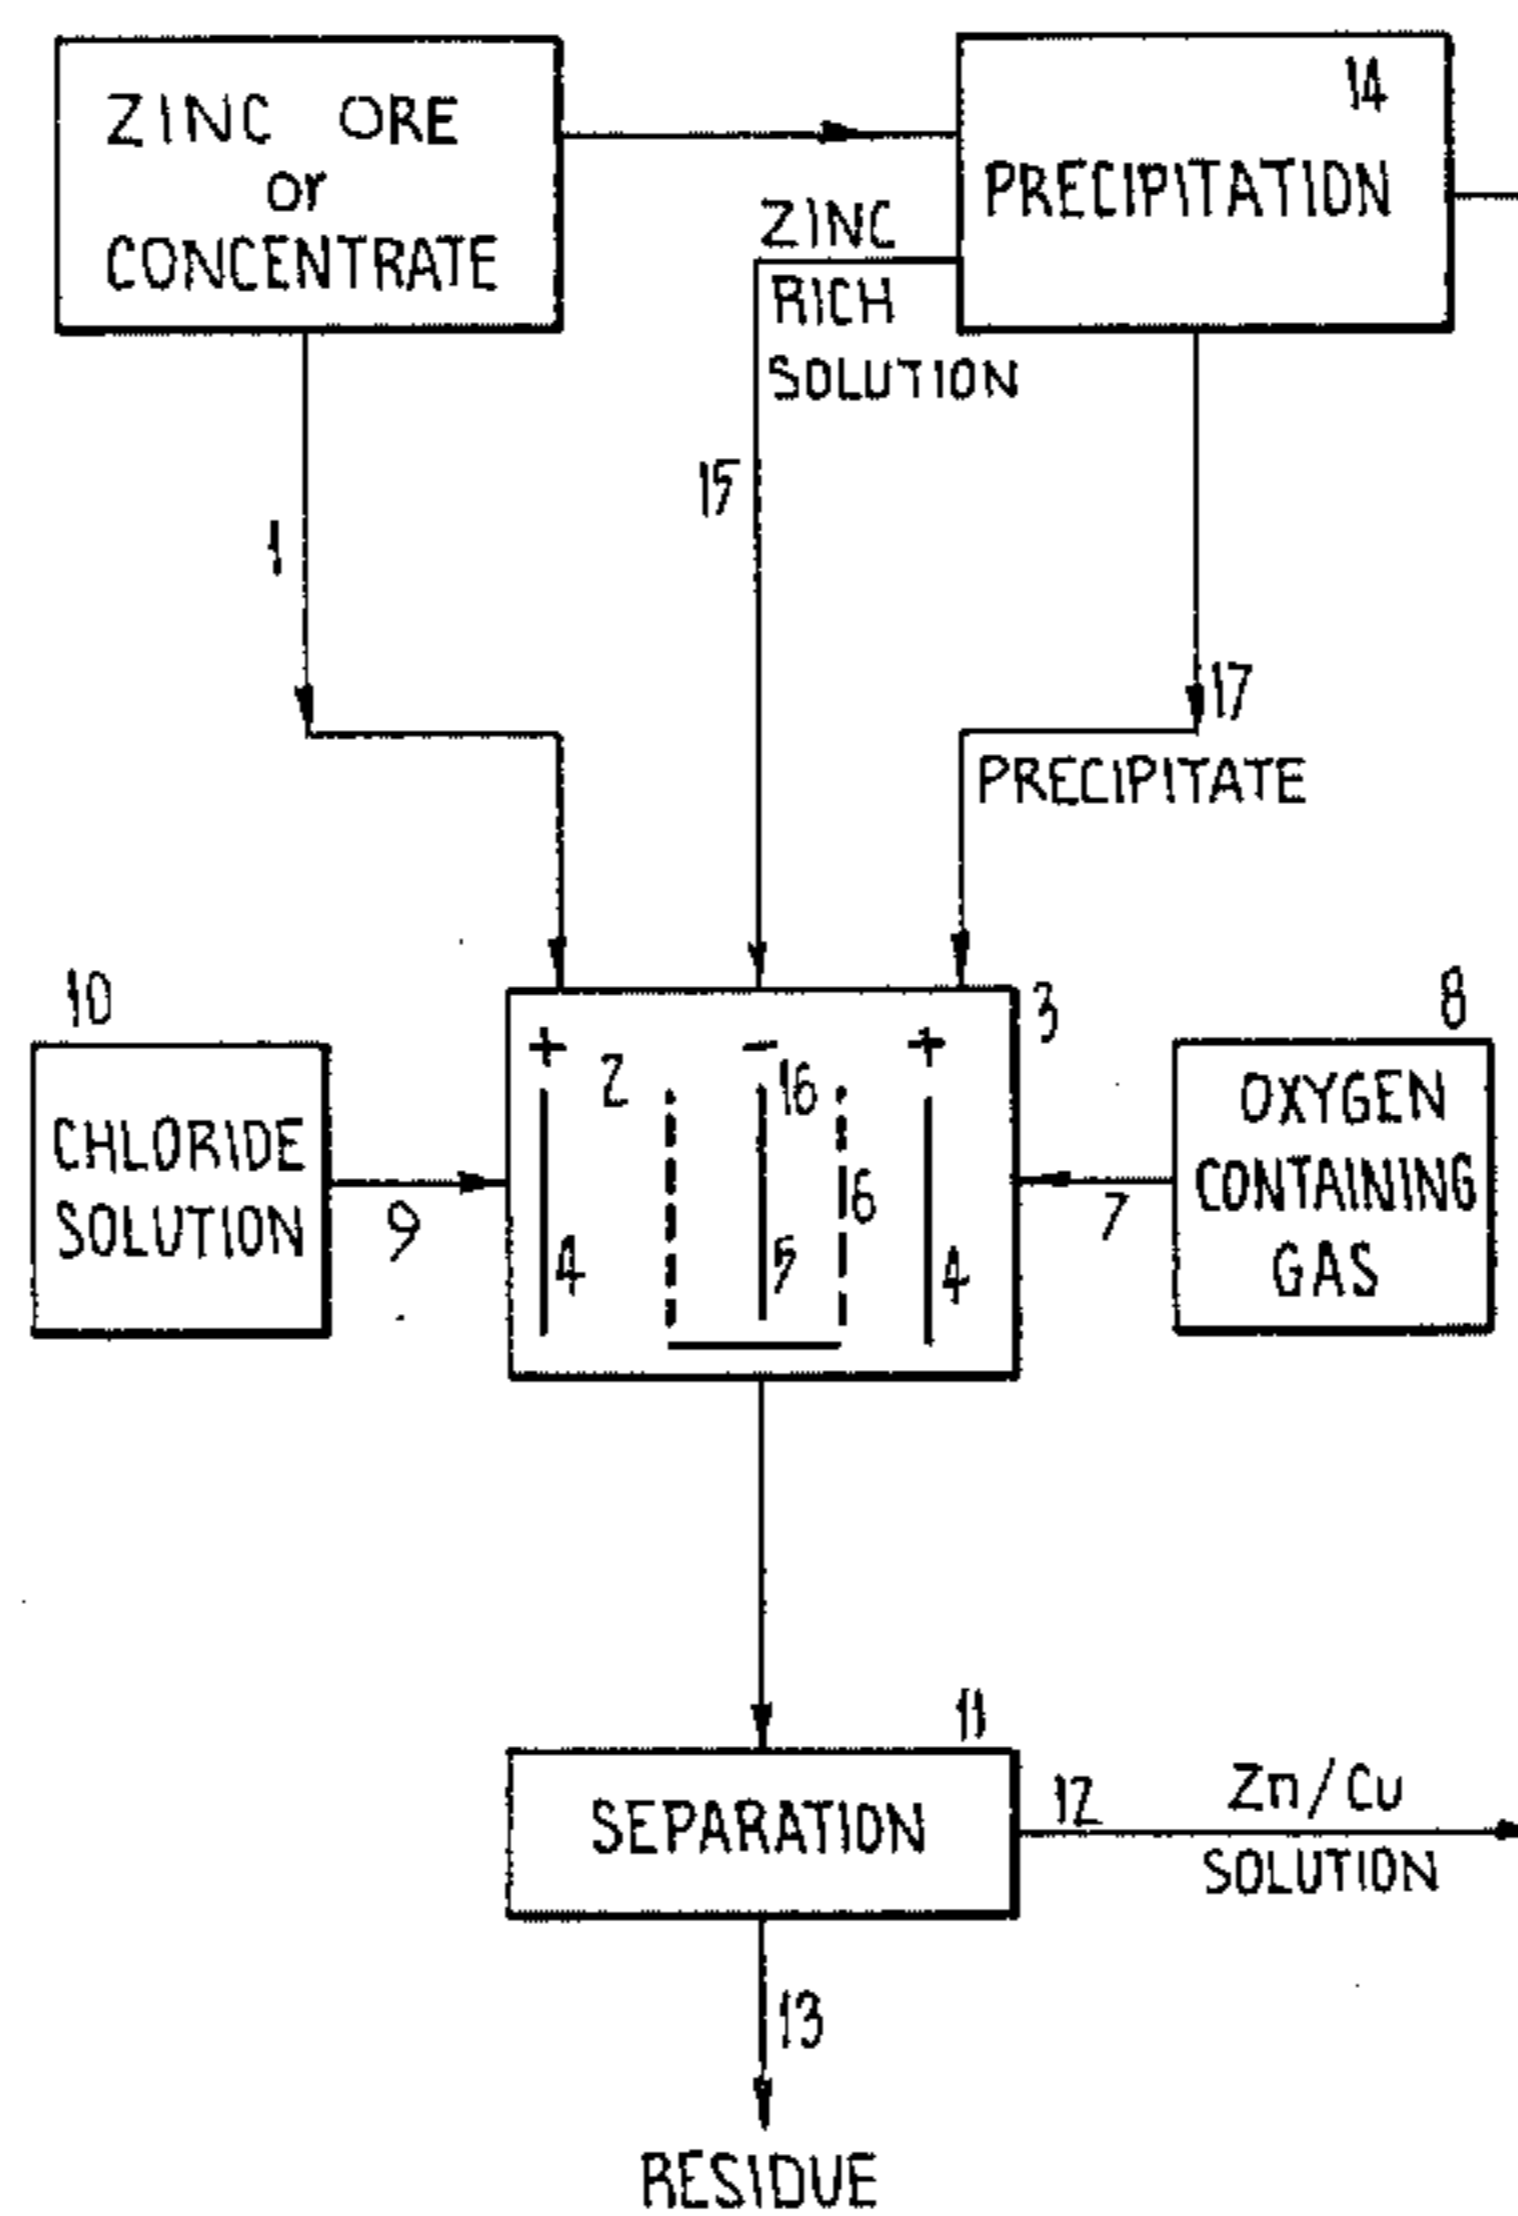 ZINC ORE
or
CONCENTRATE
14
PRECIPITATION
ZINC
RICH
SOLUTION
15
1
17
PRECIPITATE
10
CHLORIDE
SOLUTION
9
3
+ - +
2
16
6
4
5
4
8
OXYGEN
CONTAINING
GAS
7
11
SEPARATION
12
Zn/Cu
SOLUTION
13
RESIDUE